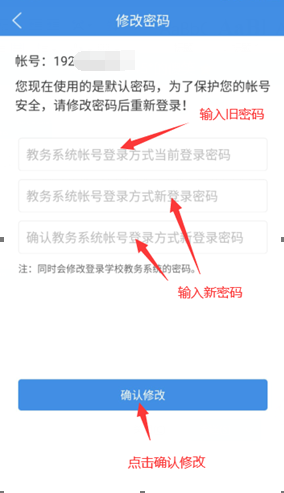 修改密码
帐号：192
您现在使用的是默认密码，为了保护您的帐号
安全，请修改密码后重新登录！
输入旧密码
教务系统帐号登录方式当前登录密码
教务系统帐号登录方式新登录密码
确认教务系统帐号登录方式新登录密码
注：同时会修改登录学校教务系统的密码。
输入新密码
确认修改
点击确认修改